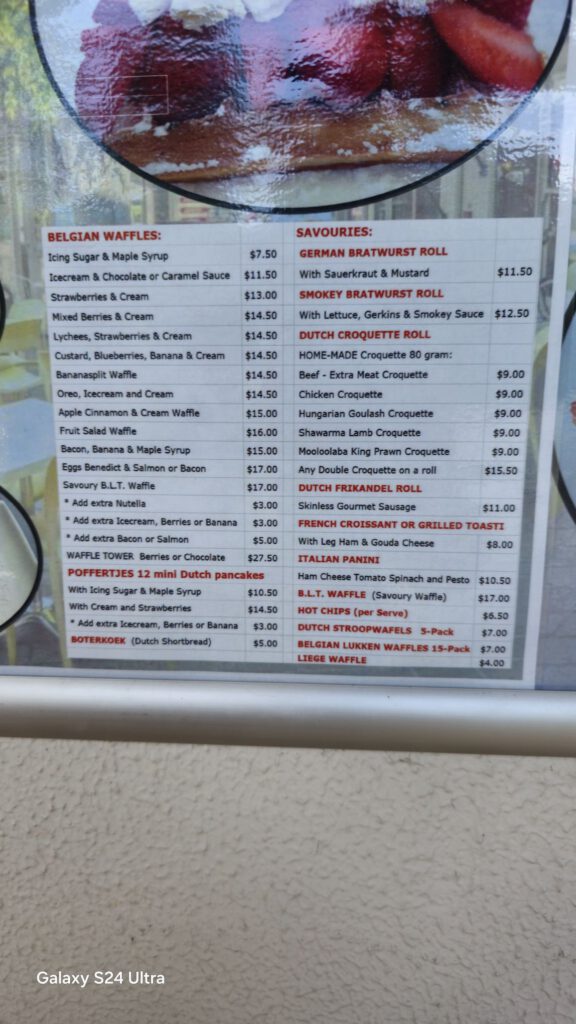 BELGIAN WAFFLES:
Icing Sugar & Maple Syrup $7.50
Icecream & Chocolate or Caramel Sauce $11.50
Strawberries & Cream $13.00
Mixed Berries & Cream $14.50
Lychees, Strawberries & Cream $14.50
Custard, Blueberries, Banana & Cream $14.50
Bananasplit Waffle $14.50
Oreo, Icecream and Cream $14.50
Apple Cinnamon & Cream Waffle $15.00
Fruit Salad Waffle $16.00
Bacon, Banana & Maple Syrup $15.00
Eggs Benedict & Salmon or Bacon $17.00
Savoury B.L.T. Waffle $17.00
* Add extra Nutella $3.00
* Add extra Icecream, Berries or Banana $3.00
* Add extra Bacon or Salmon $5.00
WAFFLE TOWER Berries or Chocolate $27.50
POFFERTJES 12 mini Dutch pancakes
With Icing Sugar & Maple Syrup $10.50
With Cream and Strawberries $14.50
* Add extra Icecream, Berries or Banana $3.00
BOTERKOEK (Dutch Shortbread) $5.00
SAVOURIES:
GERMAN BRATWURST ROLL
With Sauerkraut & Mustard $11.50
SMOKEY BRATWURST ROLL
With Lettuce, Gerkins & Smokey Sauce $12.50
DUTCH CROQUETTE ROLL
HOME-MADE Croquette 80 gram:
Beef - Extra Meat Croquette $9.00
Chicken Croquette $9.00
Hungarian Goulash Croquette $9.00
Shawarma Lamb Croquette $9.00
Mooloolaba King Prawn Croquette $9.00
Any Double Croquette on a roll $15.50
DUTCH FRIKANDEL ROLL
Skinless Gourmet Sausage $11.00
FRENCH CROISSANT OR GRILLED TOASTI
With Leg Ham & Gouda Cheese $8.00
ITALIAN PANINI
Ham Cheese Tomato Spinach and Pesto $10.50
B.L.T. WAFFLE (Savoury Waffle) $17.00
HOT CHIPS (per Serve) $6.50
DUTCH STROOPWAFELS 5-Pack $7.00
BELGIAN LUKKEN WAFFLES 15-Pack $7.00
LIEGE WAFFLE $4.00
Galaxy S24 Ultra